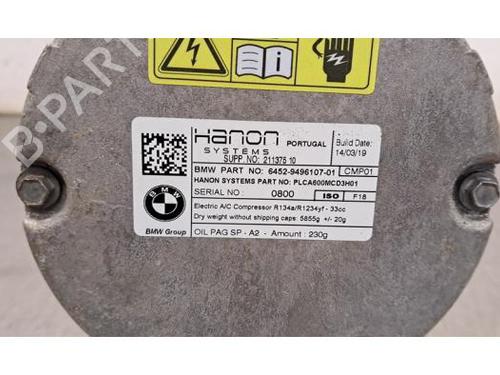 Hanon
SYSTEMS
PORTUGAL
Build Date:
14/03/19
SUPP. NO: 211375 10
BMW PART NO: 6452-9496107-01 CMP01
HANON SYSTEMS PART NO: PLCA600MCD3H01
SERIAL NO : 0800 ISO F18
Electric A/C Compressor R134a/R1234yf - 33cc
Dry weight without shipping caps: 5855g +/- 20g
BMW
BMW Group
OIL PAG SP - A2 - Amount : 230g
B-Parts